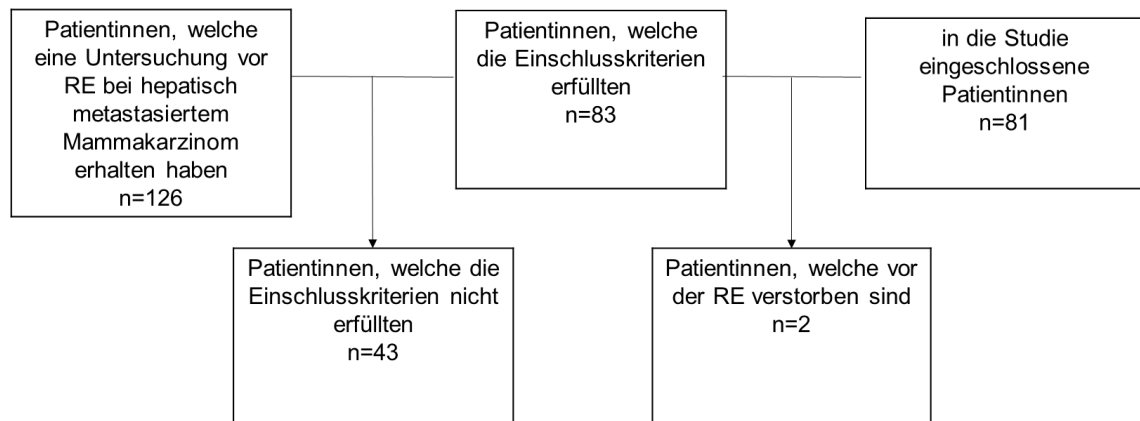 Patientinnen, welche
eine Untersuchung vor
RE bei hepatisch
metastasiertem
Mammakarzinom
erhalten haben
n=126
Patientinnen, welche
die Einschlusskriterien
erfüllten
n=83
in die Studie
eingeschlossene
Patientinnen
n=81
Patientinnen, welche die
Einschlusskriterien nicht
erfüllten
n=43
Patientinnen, welche vor
der RE verstorben sind
n=2